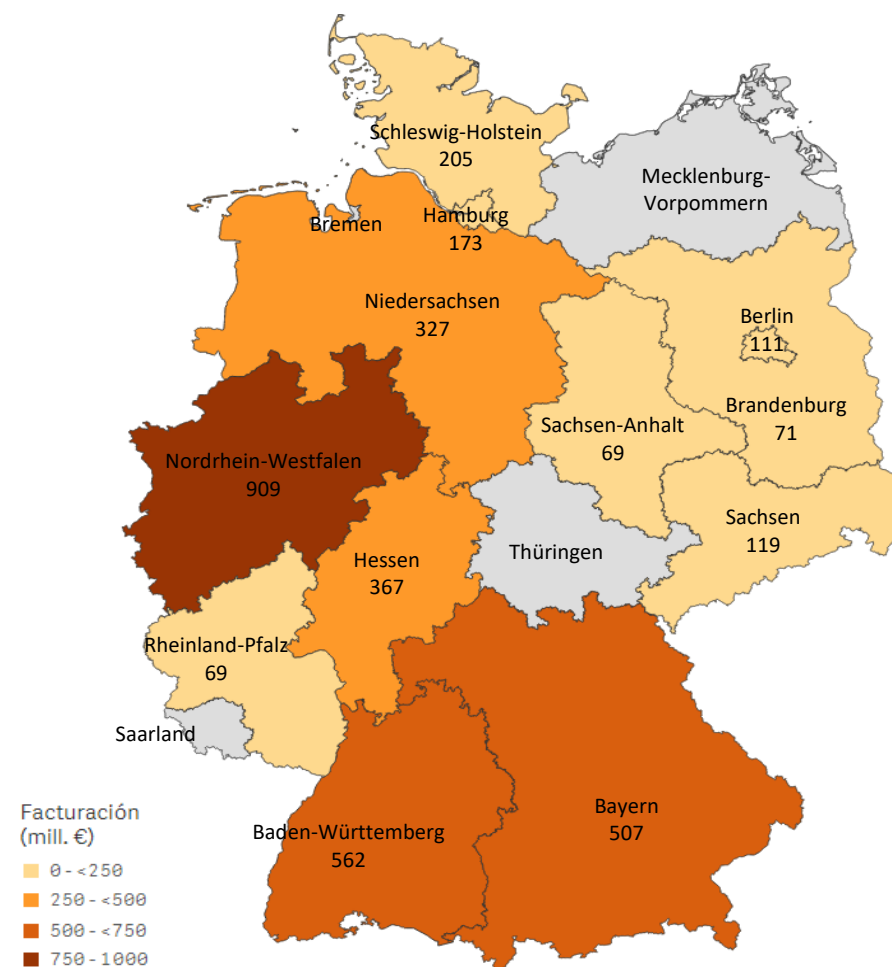 Schleswig-Holstein
205
Mecklenburg-
Vorpommern
Bremen
Hamburg
173
Niedersachsen
327
Berlin
111
Brandenburg
71
Sachsen-Anhalt
69
Nordrhein-Westfalen
909
Sachsen
119
Thüringen
Hessen
367
Rheinland-Pfalz
69
Saarland
Bayern
507
Baden-Württemberg
562
Facturación
(mill. €)
0 - <250
250 - <500
500 - <750
750 - 1000